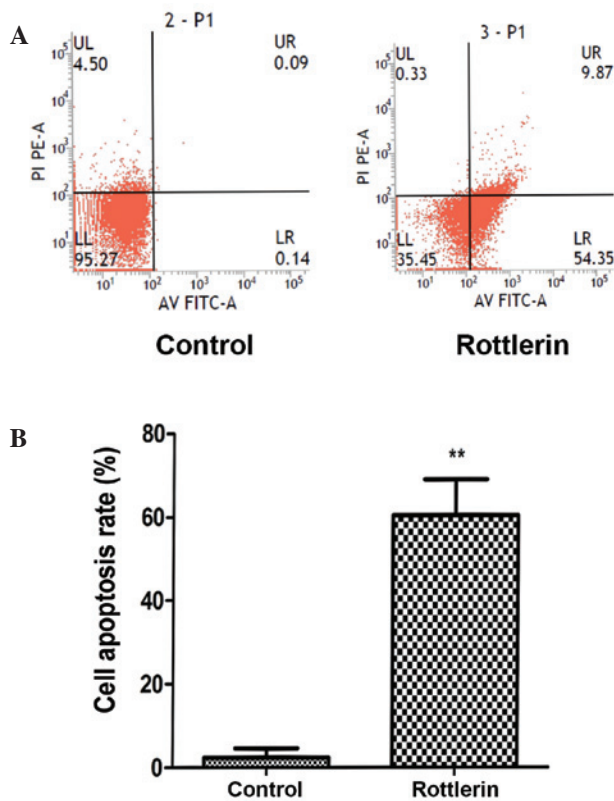 A
2 - P1
UL
4.50
UR
0.09
10^5
10^4
10^3
10^2
10^1
PI PE-A
LL
95.27
LR
0.14
10^1 10^2 10^3 10^4 10^5
AV FITC-A
Control
3 - P1
UL
0.33
UR
9.87
10^5
10^4
10^3
10^2
10^1
PI PE-A
LL
35.45
LR
54.35
10^1 10^2 10^3 10^4 10^5
AV FITC-A
Rottlerin
B
Cell apoptosis rate (%)
80
60
40
20
0
**
Control
Rottlerin